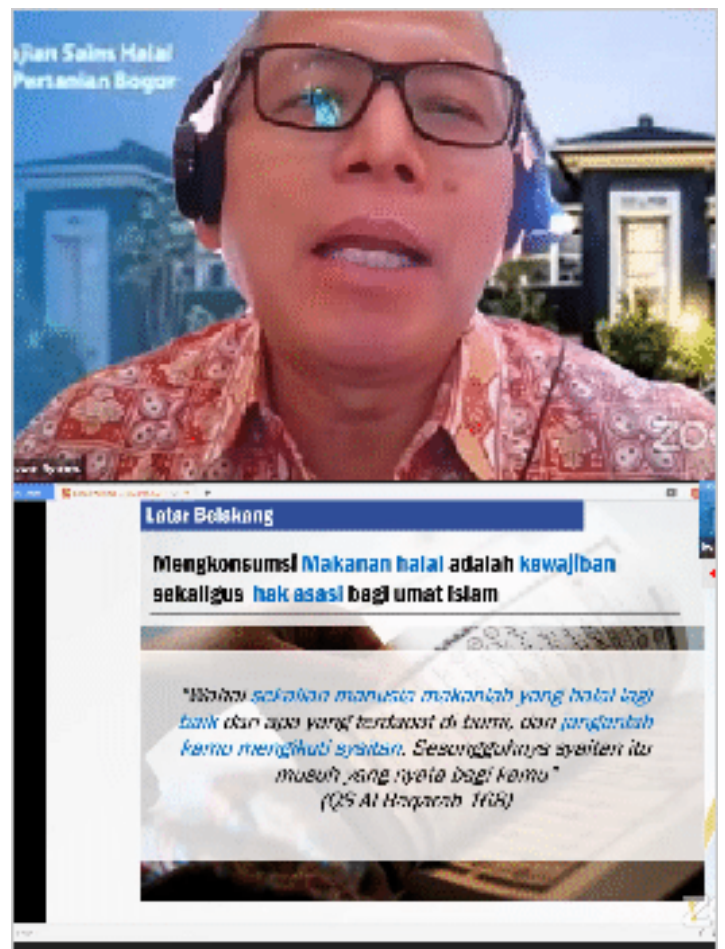 ajian Sains Halal
Pertanian Bogor
ZO
Latar Belakang
Mengkonsumsi Makanan halal adalah kewajiban
sekaligus hak asasi bagi umat Islam
"Wahai sekalian manusia makanlah yang halal lagi
baik dari apa yang terdapat di bumi, dan janganlah
kamu mengikuti syaitan. Sesungguhnya syaitan itu
musuh yang nyata bagi kamu"
(QS Al Baqarah 168)